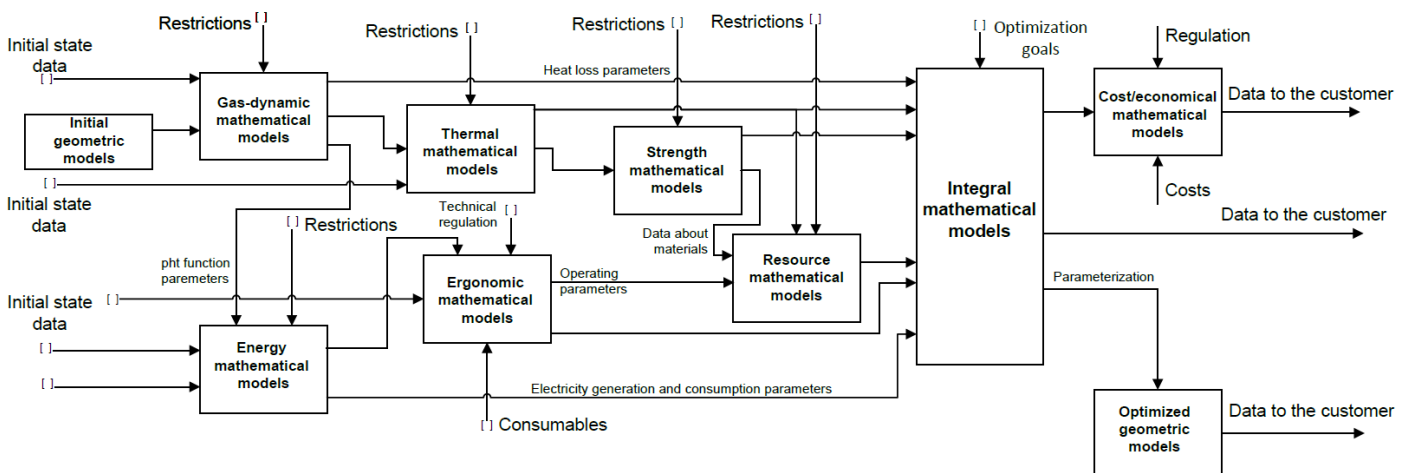 Restrictions [ ]
Restrictions [ ]
Restrictions [ ]
Restrictions [ ]
[ ] Optimization
goals
Regulation
Initial state
data
[ ]
Gas-dynamic
mathematical
models
Heat loss parameters
Initial
geometric
models
Thermal
mathematical
models
Strength
mathematical
models
Cost/economical
mathematical
models
Data to the customer
[ ]
Initial state
data
Costs
Integral
mathematical
models
Data to the customer
[ ]
Restrictions
Technical
regulation
[ ]
Data about
materials
Resource
mathematical
models
pht function
paremeters
Ergonomic
mathematical
models
Operating
parameters
Parameterization
Initial state
data
[ ]
[ ]
[ ]
Energy
mathematical
models
Electricity generation and consumption parameters
[ ] Consumables
Optimized
geometric
models
Data to the customer